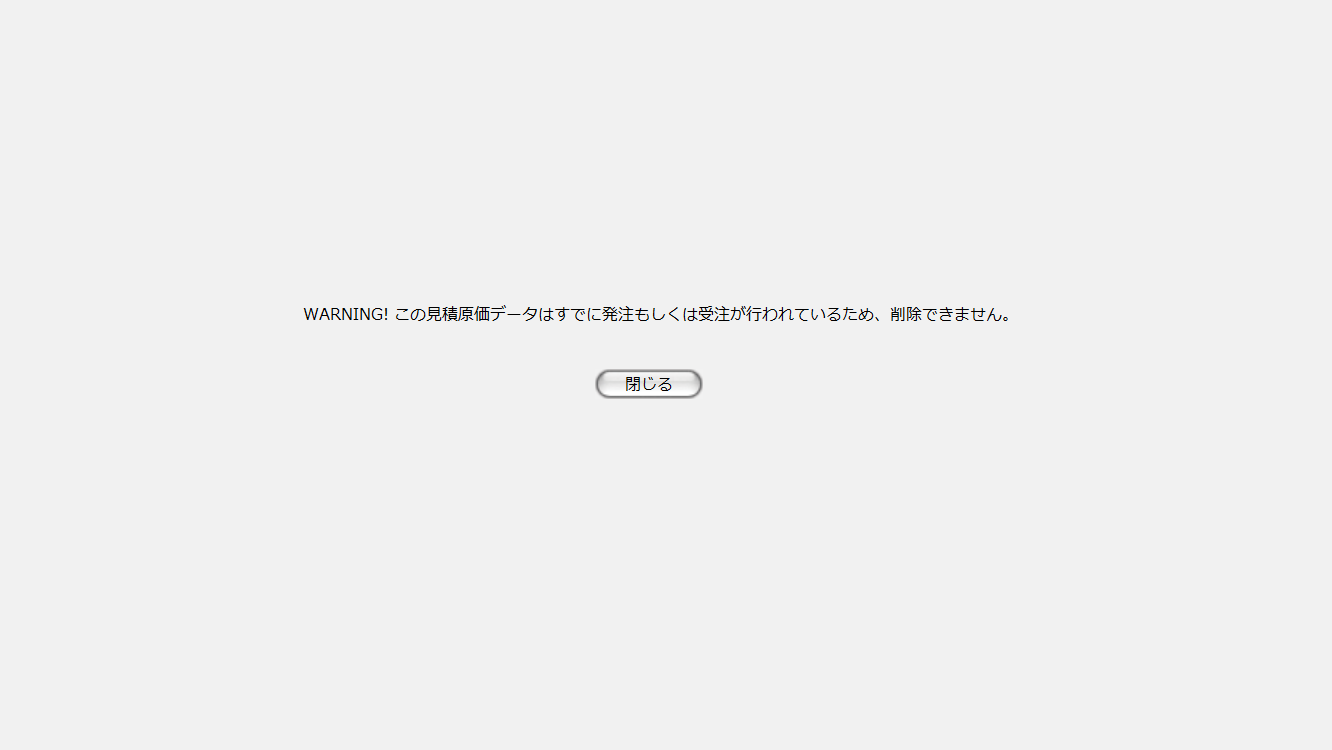 WARNING! この見積原価データはすでに発注もしくは受注が行われているため、削除できません。
閉じる